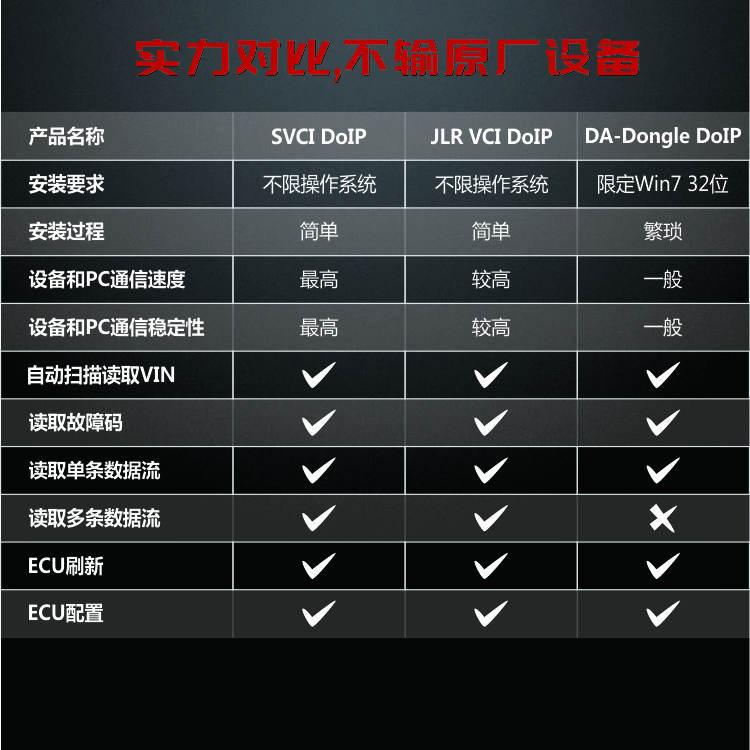 实力对比,不输原厂设备
产品名称 SVCI DoIP JLR VCI DoIP DA-Dongle DoIP
安装要求 不限操作系统 不限操作系统 限定Win7 32位
安装过程 简单 简单 繁琐
设备和PC通信速度 最高 较高 一般
设备和PC通信稳定性 最高 较高 一般
自动扫描读取VIN ✓ ✓ ✓
读取故障码 ✓ ✓ ✓
读取单条数据流 ✓ ✓ ✓
读取多条数据流 ✓ ✓ ✗
ECU刷新 ✓ ✓ ✓
ECU配置 ✓ ✓ ✓